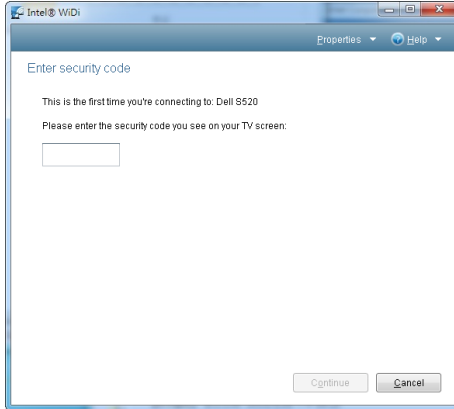 Intel® WiDi
Properties Help
Enter security code
This is the first time you're connecting to: Dell S520
Please enter the security code you see on your TV screen:
Continue Cancel